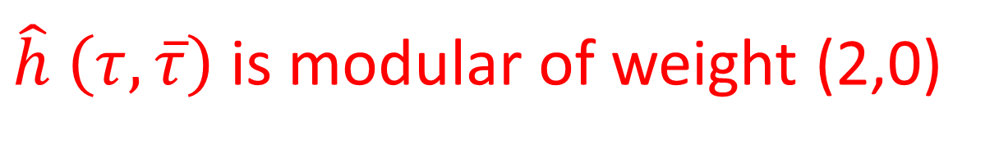 ĥ (τ, τ̄) is modular of weight (2,0)